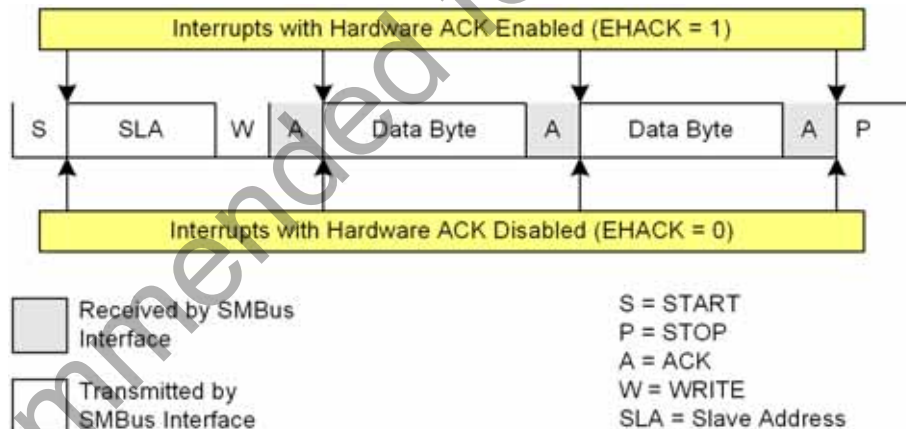 Interrupts with Hardware ACK Enabled (EHACK = 1)
S SLA W A Data Byte A Data Byte A P
Interrupts with Hardware ACK Disabled (EHACK = 0)
Received by SMBus
Interface
Transmitted by
SMBus Interface
S = START
P = STOP
A = ACK
W = WRITE
SLA = Slave Address